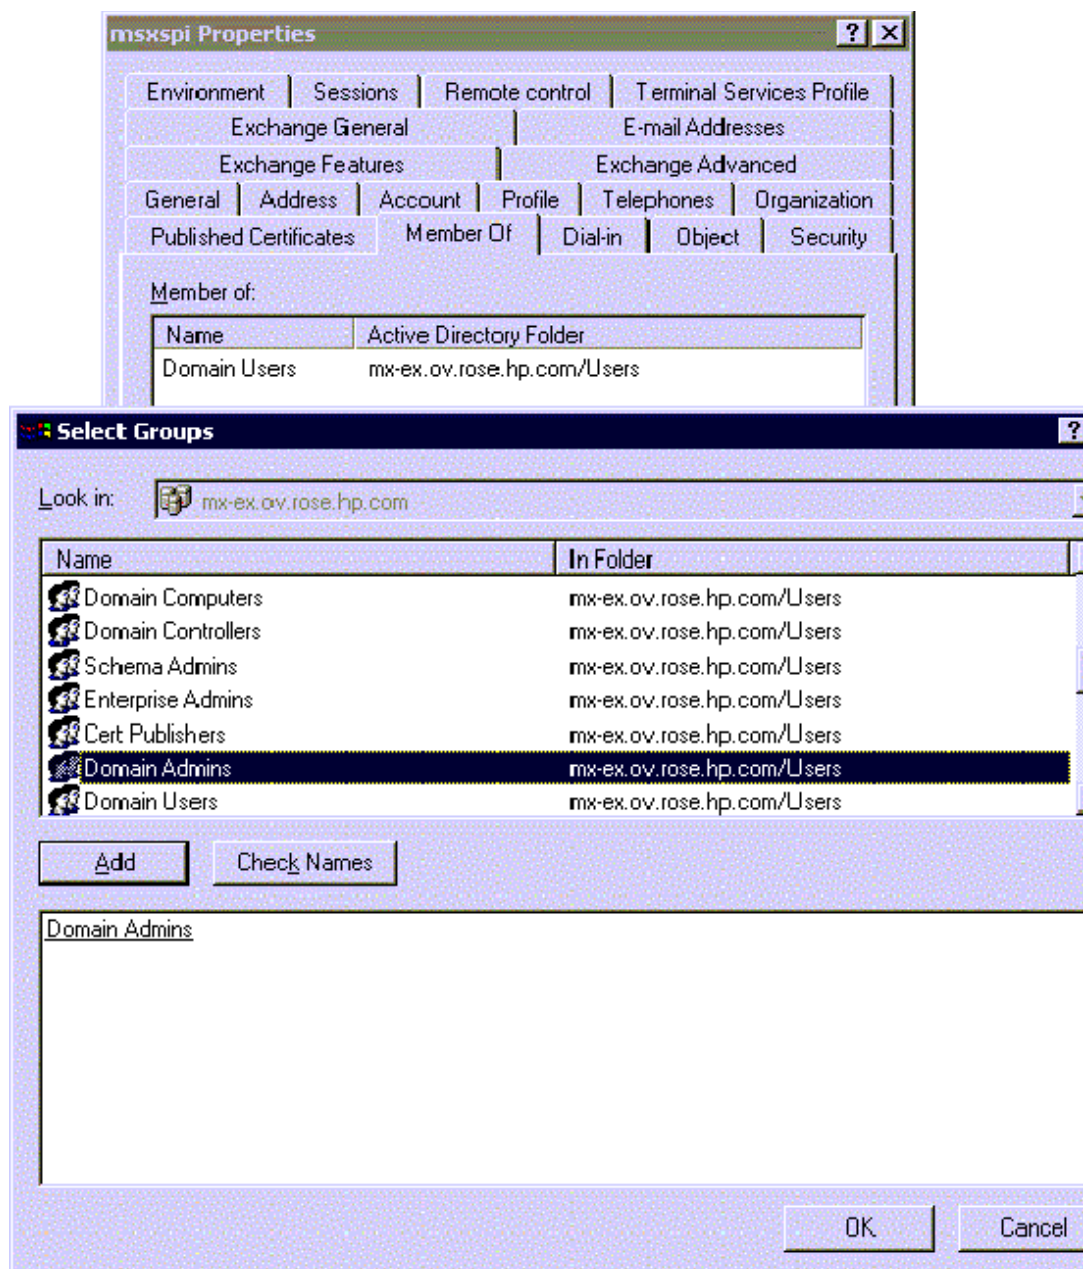 msxspi Properties ? X
Environment Sessions Remote control Terminal Services Profile
Exchange General E-mail Addresses
Exchange Features Exchange Advanced
General Address Account Profile Telephones Organization
Published Certificates Member Of Dial-in Object Security
Member of:
Name Active Directory Folder
Domain Users mx-ex.ov.rose.hp.com/Users
Select Groups ?
Look in: mx-ex.ov.rose.hp.com
Name In Folder
Domain Computers mx-ex.ov.rose.hp.com/Users
Domain Controllers mx-ex.ov.rose.hp.com/Users
Schema Admins mx-ex.ov.rose.hp.com/Users
Enterprise Admins mx-ex.ov.rose.hp.com/Users
Cert Publishers mx-ex.ov.rose.hp.com/Users
Domain Admins mx-ex.ov.rose.hp.com/Users
Domain Users mx-ex.ov.rose.hp.com/Users
Add Check Names
Domain Admins
OK Cancel